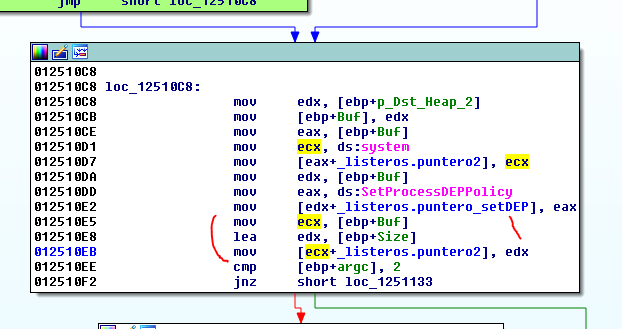 jmp     short loc_12510C8
012510C8
012510C8 loc_12510C8:
012510C8                 mov     edx, [ebp+p_Dst_Heap_2]
012510CB                 mov     [ebp+Buf], edx
012510CE                 mov     eax, [ebp+Buf]
012510D1                 mov     ecx, ds:system
012510D7                 mov     [eax+_listeros.puntero2], ecx
012510DA                 mov     edx, [ebp+Buf]
012510DD                 mov     eax, ds:SetProcessDEPPolicy
012510E2                 mov     [edx+_listeros.puntero_setDEP], eax
012510E5                 mov     ecx, [ebp+Buf]
012510E8                 lea     edx, [ebp+Size]
012510EB                 mov     [ecx+_listeros.puntero2], edx
012510EE                 cmp     [ebp+argc], 2
012510F2                 jnz     short loc_1251133